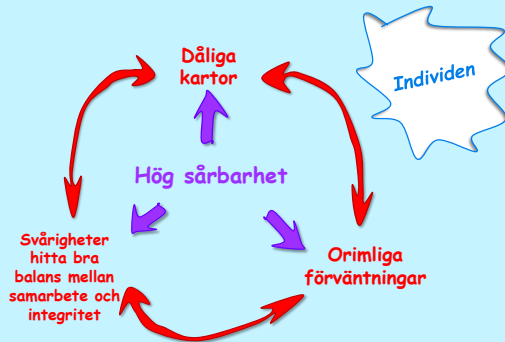 Dåliga
kartor
Individen
Hög sårbarhet
Svårigheter
hitta bra
balans mellan
samarbete och
integritet
Orimliga
förväntningar